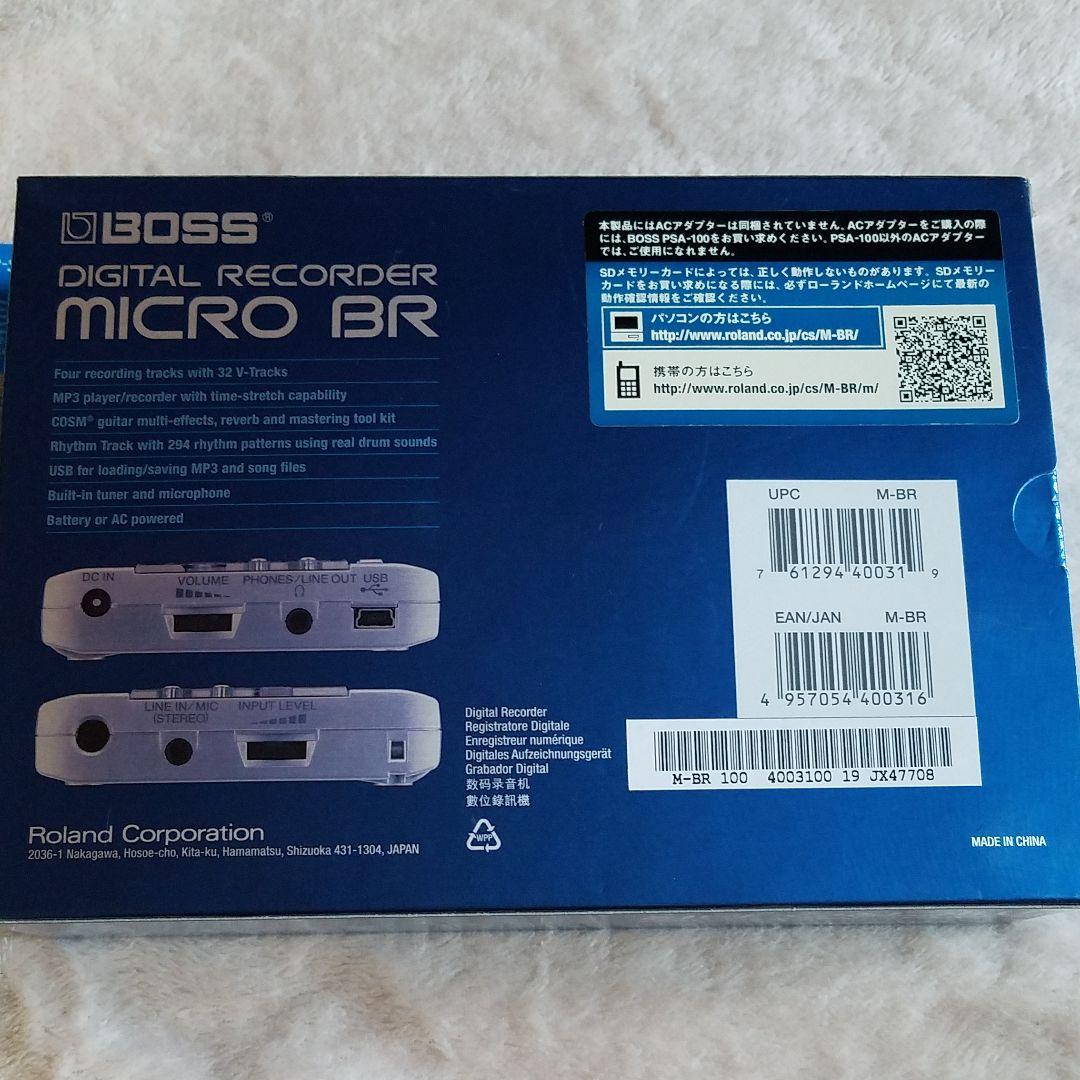 BOSS®
DIGITAL RECORDER
MICRO BR
Four recording tracks with 32 V-Tracks
MP3 player/recorder with time-stretch capability
COSM® guitar multi-effects, reverb and mastering tool kit
Rhythm Track with 294 rhythm patterns using real drum sounds
USB for loading/saving MP3 and song files
Built-in tuner and microphone
Battery or AC powered
DC IN
VOLUME
PHONES/LINE OUT
USB
LINE IN/MIC
(STEREO)
INPUT LEVEL
Roland Corporation
2036-1 Nakagawa, Hosoe-cho, Kita-ku, Hamamatsu, Shizuoka 431-1304, JAPAN
本製品にはACアダプターは同梱されていません。ACアダプターをご購入の際
には、BOSS PSA-100をお買い求めください。PSA-100以外のACアダプター
では、ご使用になれません。
SDメモリーカードによっては、正しく動作しないものがあります。SDメモリー
カードをお買い求めになる際には、必ずローランドホームページにて最新の
動作確認情報をご確認ください。
パソコンの方はこちら
http://www.roland.co.jp/cs/M-BR/
携帯の方はこちら
http://www.roland.co.jp/cs/M-BR/m/
UPC M-BR
7 61294 40031 9
EAN/JAN M-BR
4 957054 400316
M-BR 100 4003100 19 JX47708
Digital Recorder
Registratore Digitale
Enregistreur numérique
Digitales Aufzeichnungsgerät
Grabador Digital
数码录音机
數位錄訊機
WPP
MADE IN CHINA